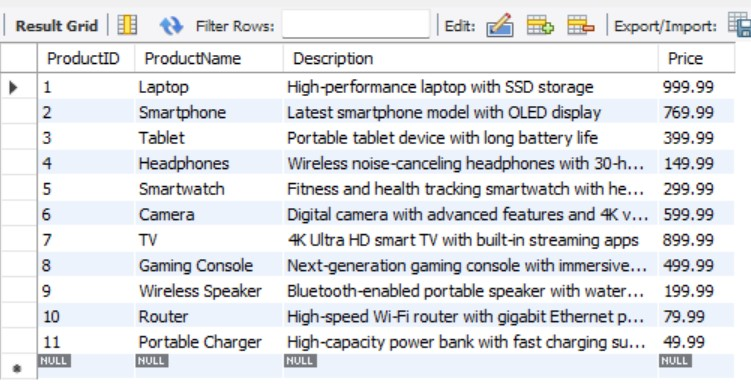 Result Grid Filter Rows: Edit: Export/Import:
ProductID ProductName Description Price
1 Laptop High-performance laptop with SSD storage 999.99
2 Smartphone Latest smartphone model with OLED display 769.99
3 Tablet Portable tablet device with long battery life 399.99
4 Headphones Wireless noise-canceling headphones with 30-h... 149.99
5 Smartwatch Fitness and health tracking smartwatch with he... 299.99
6 Camera Digital camera with advanced features and 4K v... 599.99
7 TV 4K Ultra HD smart TV with built-in streaming apps 899.99
8 Gaming Console Next-generation gaming console with immersive... 499.99
9 Wireless Speaker Bluetooth-enabled portable speaker with water... 199.99
10 Router High-speed Wi-Fi router with gigabit Ethernet p... 79.99
11 Portable Charger High-capacity power bank with fast charging su... 49.99
NULL NULL NULL NULL